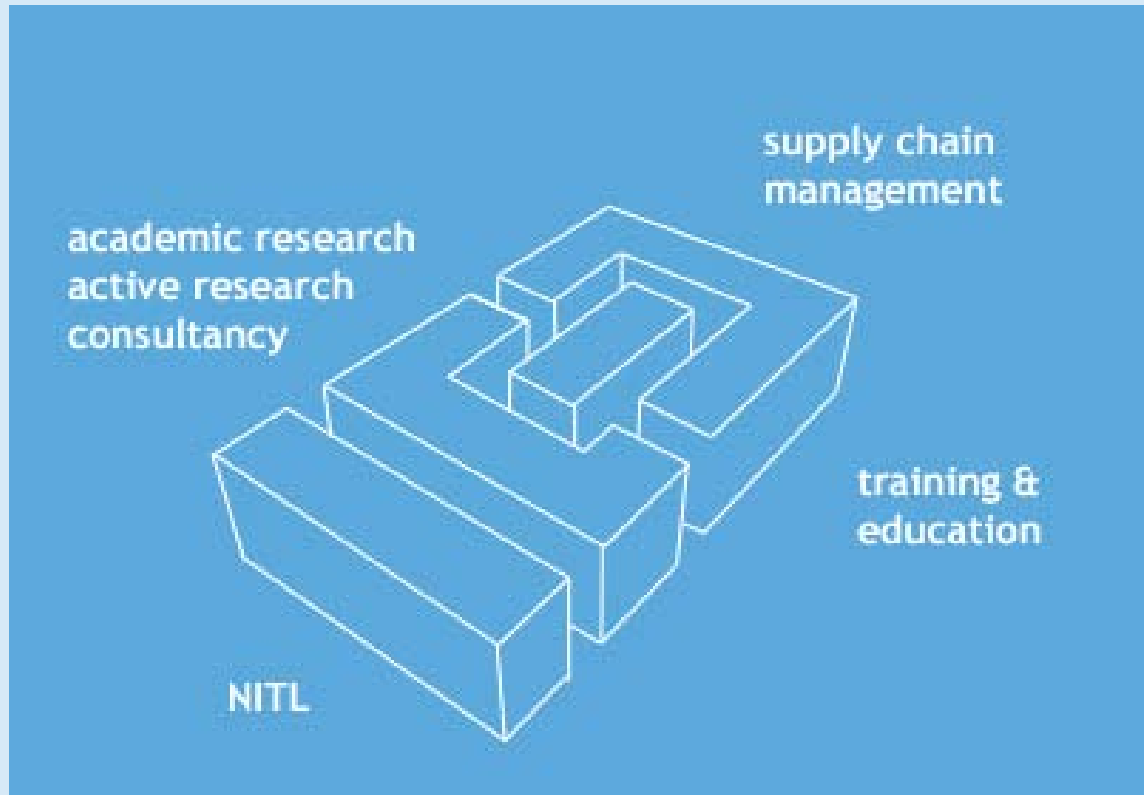 supply chain
management
academic research
active research
consultancy
training &
education
NITL